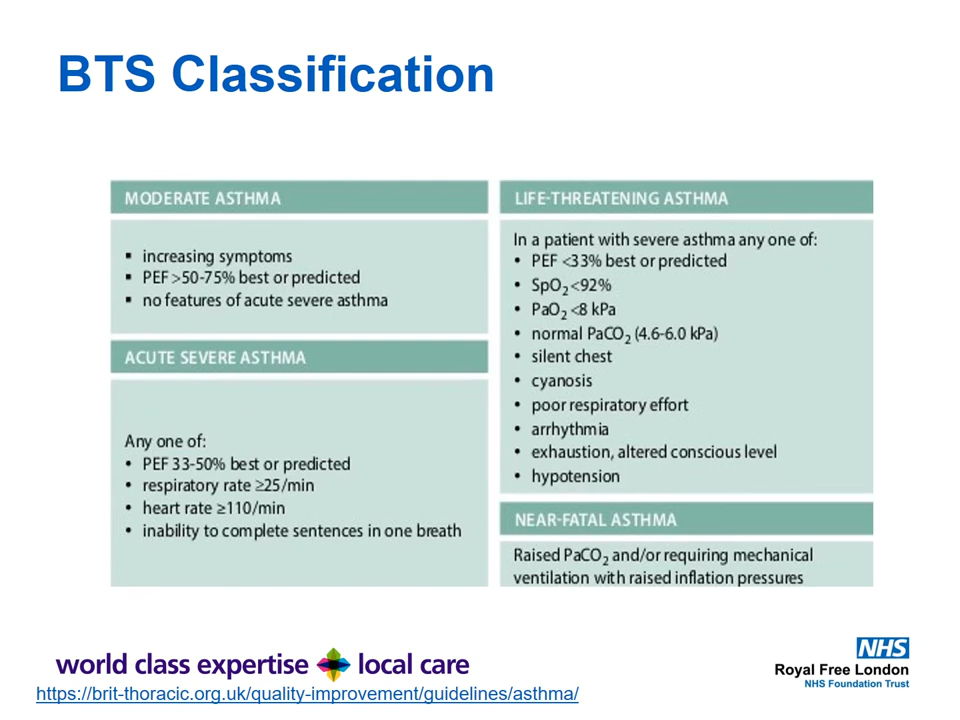 BTS Classification
MODERATE ASTHMA
▪ increasing symptoms
▪ PEF >50-75% best or predicted
▪ no features of acute severe asthma
ACUTE SEVERE ASTHMA
Any one of:
• PEF 33-50% best or predicted
• respiratory rate ≥25/min
• heart rate ≥110/min
• inability to complete sentences in one breath
LIFE-THREATENING ASTHMA
In a patient with severe asthma any one of:
• PEF <33% best or predicted
• SpO₂ <92%
• PaO₂ <8 kPa
• normal PaCO₂ (4.6-6.0 kPa)
• silent chest
• cyanosis
• poor respiratory effort
• arrhythmia
• exhaustion, altered conscious level
• hypotension
NEAR-FATAL ASTHMA
Raised PaCO₂ and/or requiring mechanical
ventilation with raised inflation pressures
world class expertise local care
https://brit-thoracic.org.uk/quality-improvement/guidelines/asthma/
NHS
Royal Free London
NHS Foundation Trust